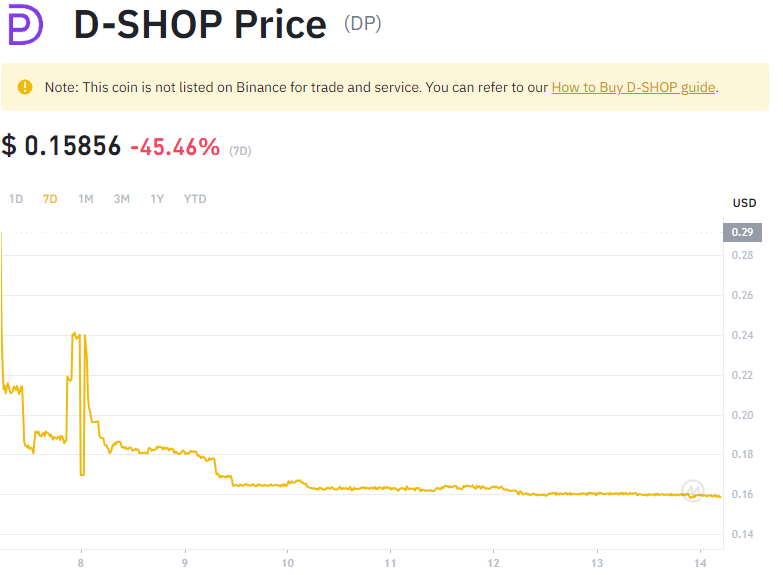 D-SHOP Price (DP)
Note: This coin is not listed on Binance for trade and service. You can refer to our How to Buy D-SHOP guide.
$ 0.15856 -45.46% (7D)
1D 7D 1M 3M 1Y YTD
USD
0.29
0.28
0.26
0.24
0.22
0.20
0.18
0.16
0.14
8 9 10 11 12 13 14